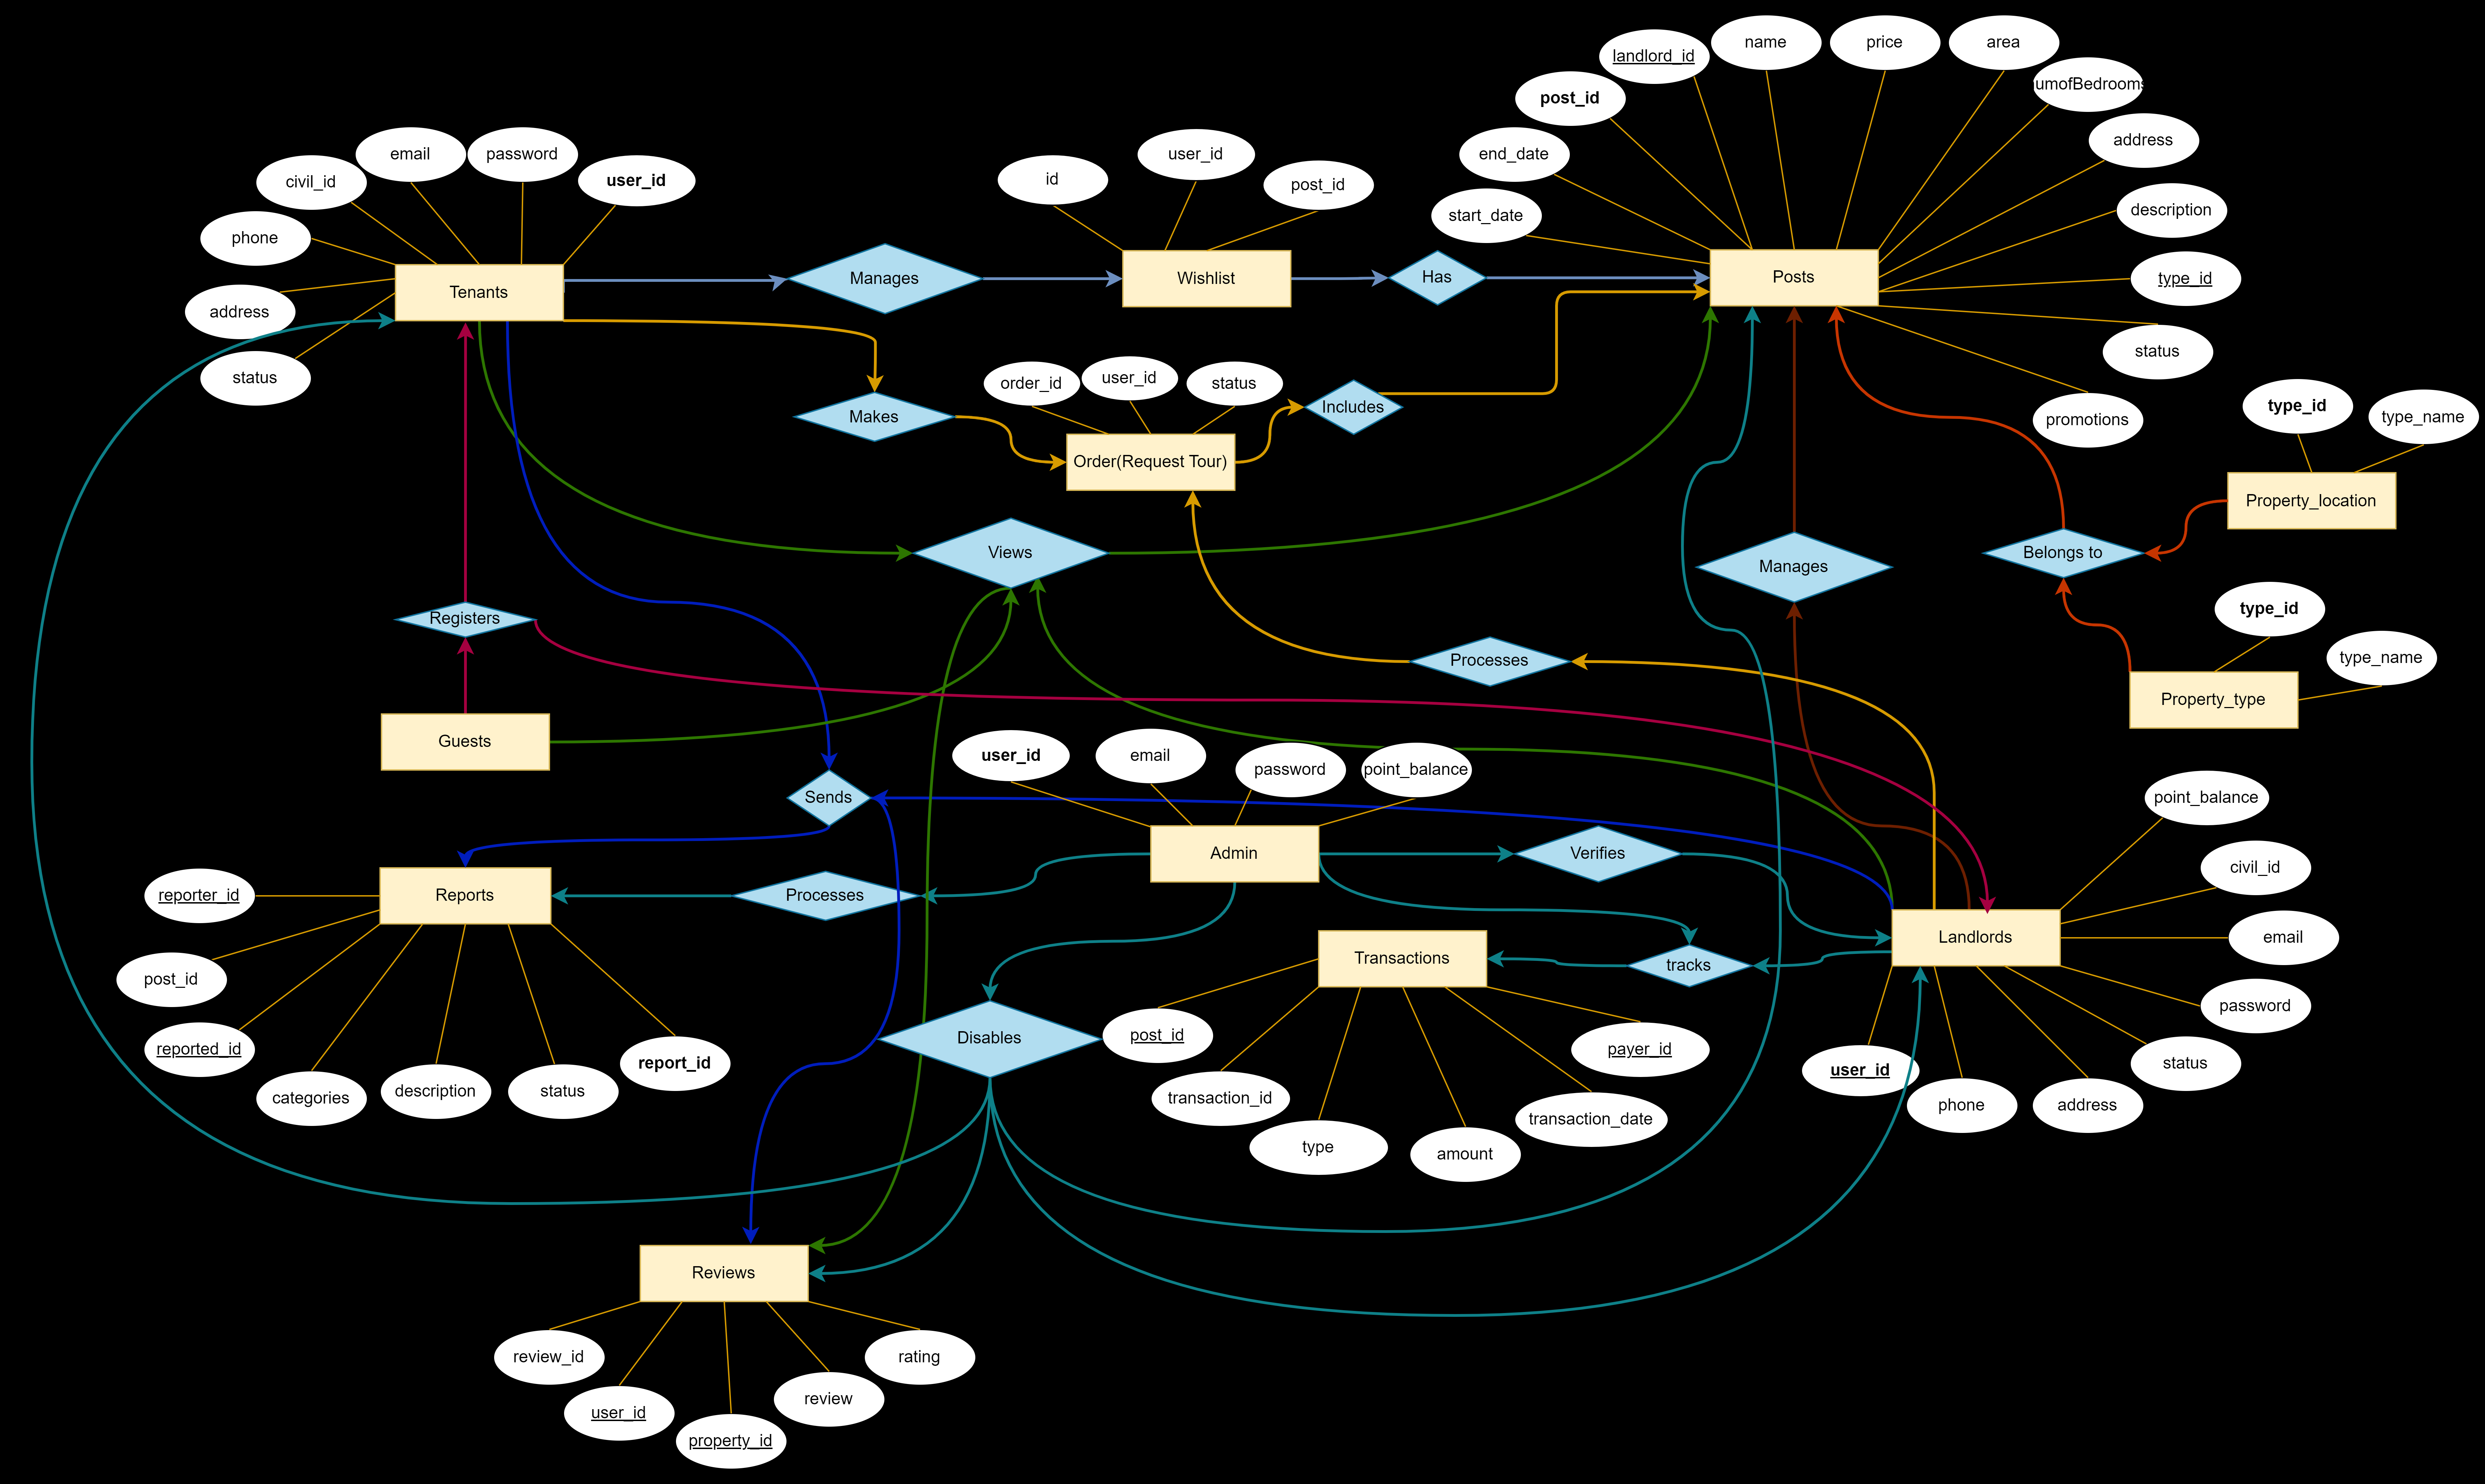 name
price
area
landlord_id
umofBedrooms
post_id
address
end_date
email
password
civil_id
user_id
id
user_id
post_id
description
start_date
phone
Tenants
Manages
Wishlist
Has
Posts
type_id
address
status
status
order_id
user_id
status
Makes
Includes
promotions
type_id
type_name
Order(Request Tour)
Property_location
Views
Manages
Belongs to
Registers
type_id
Processes
type_name
Property_type
Guests
user_id
email
password
point_balance
Sends
point_balance
Admin
Verifies
civil_id
reporter_id
Reports
Processes
Landlords
email
Transactions
tracks
post_id
password
Disables
post_id
payer_id
reported_id
report_id
status
user_id
categories
description
status
transaction_id
transaction_date
phone
address
type
amount
Reviews
review_id
rating
review
user_id
property_id